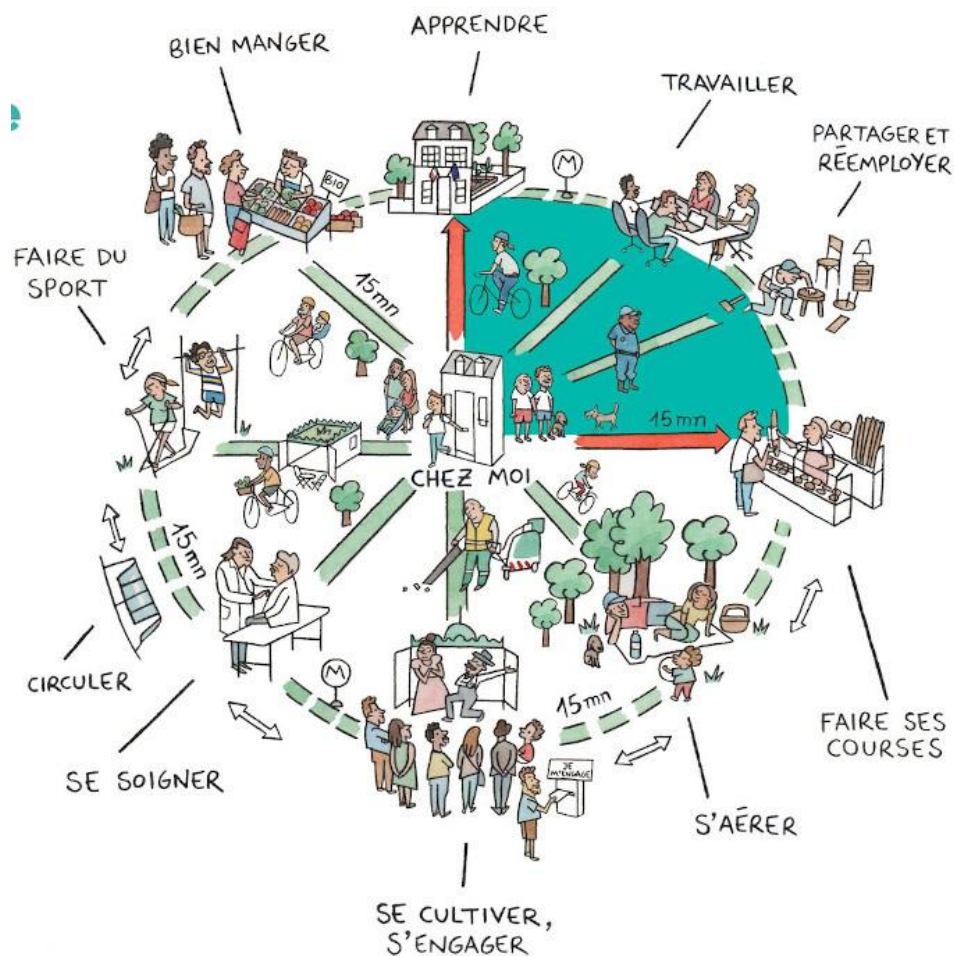 APPRENDRE
BIEN MANGER
TRAVAILLER
PARTAGER ET
RÉEMPLOYER
e
M
BIO
FAIRE DU
SPORT
15mn
15mn
CHEZ MOI
15mn
CIRCULER
M
15mn
SE SOIGNER
FAIRE SES
COURSES
JE
M'ENGAGE
S'AÉRER
SE CULTIVER,
S'ENGAGER